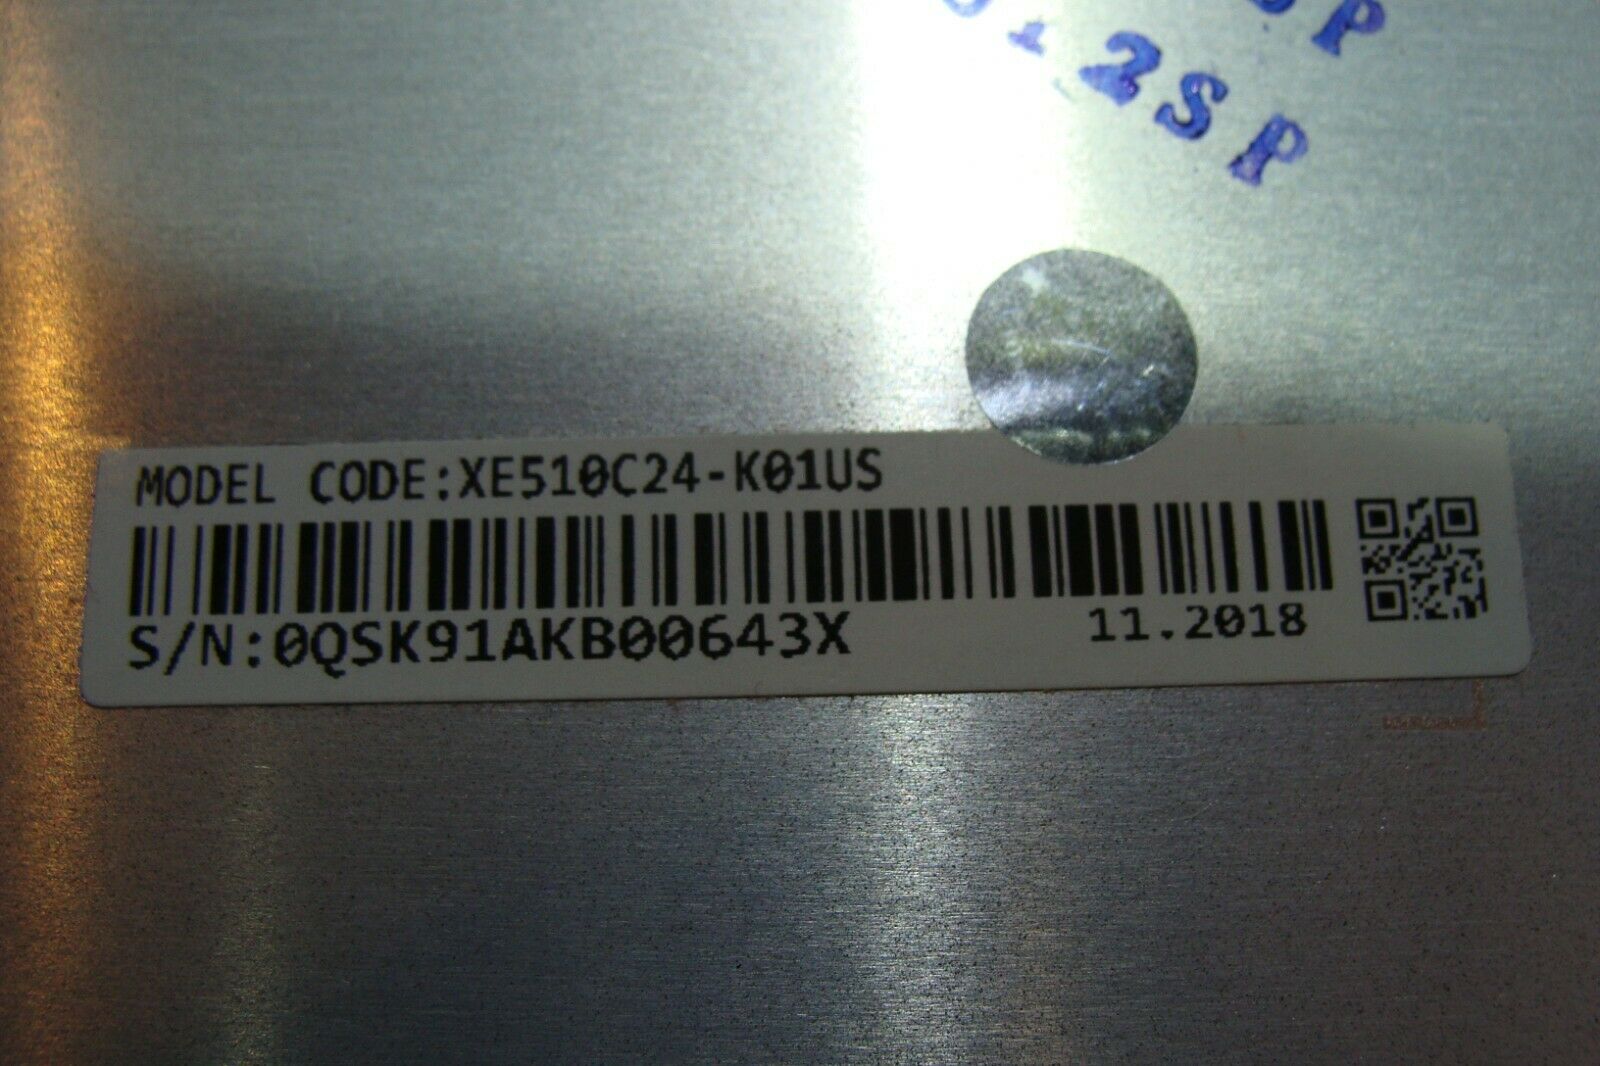 2SP
MODEL CODE:XE510C24-K01US
S/N:0QSK91AKB00643X
11.2018